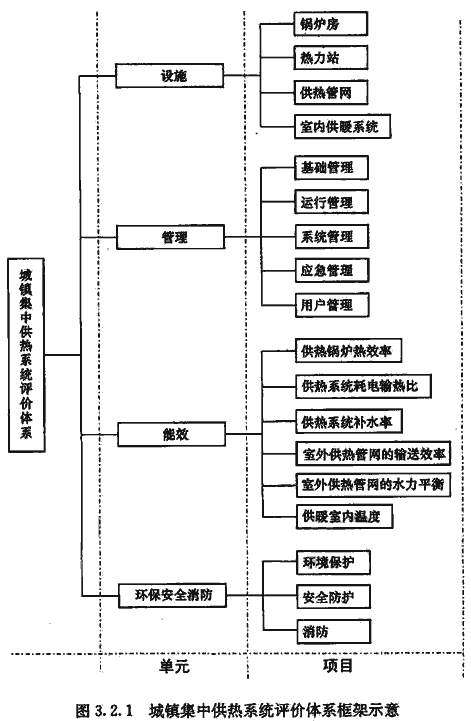 城镇集中供热系统评价体系
设施
锅炉房
热力站
供热管网
室内供暖系统
管理
基础管理
运行管理
系统管理
应急管理
用户管理
能效
供热锅炉热效率
供热系统耗电输热比
供热系统补水率
室外供热管网的输送效率
室外供热管网的水力平衡
供暖室内温度
环保安全消防
环境保护
安全防护
消防
单元
项目
图 3.2.1 城镇集中供热系统评价体系框架示意